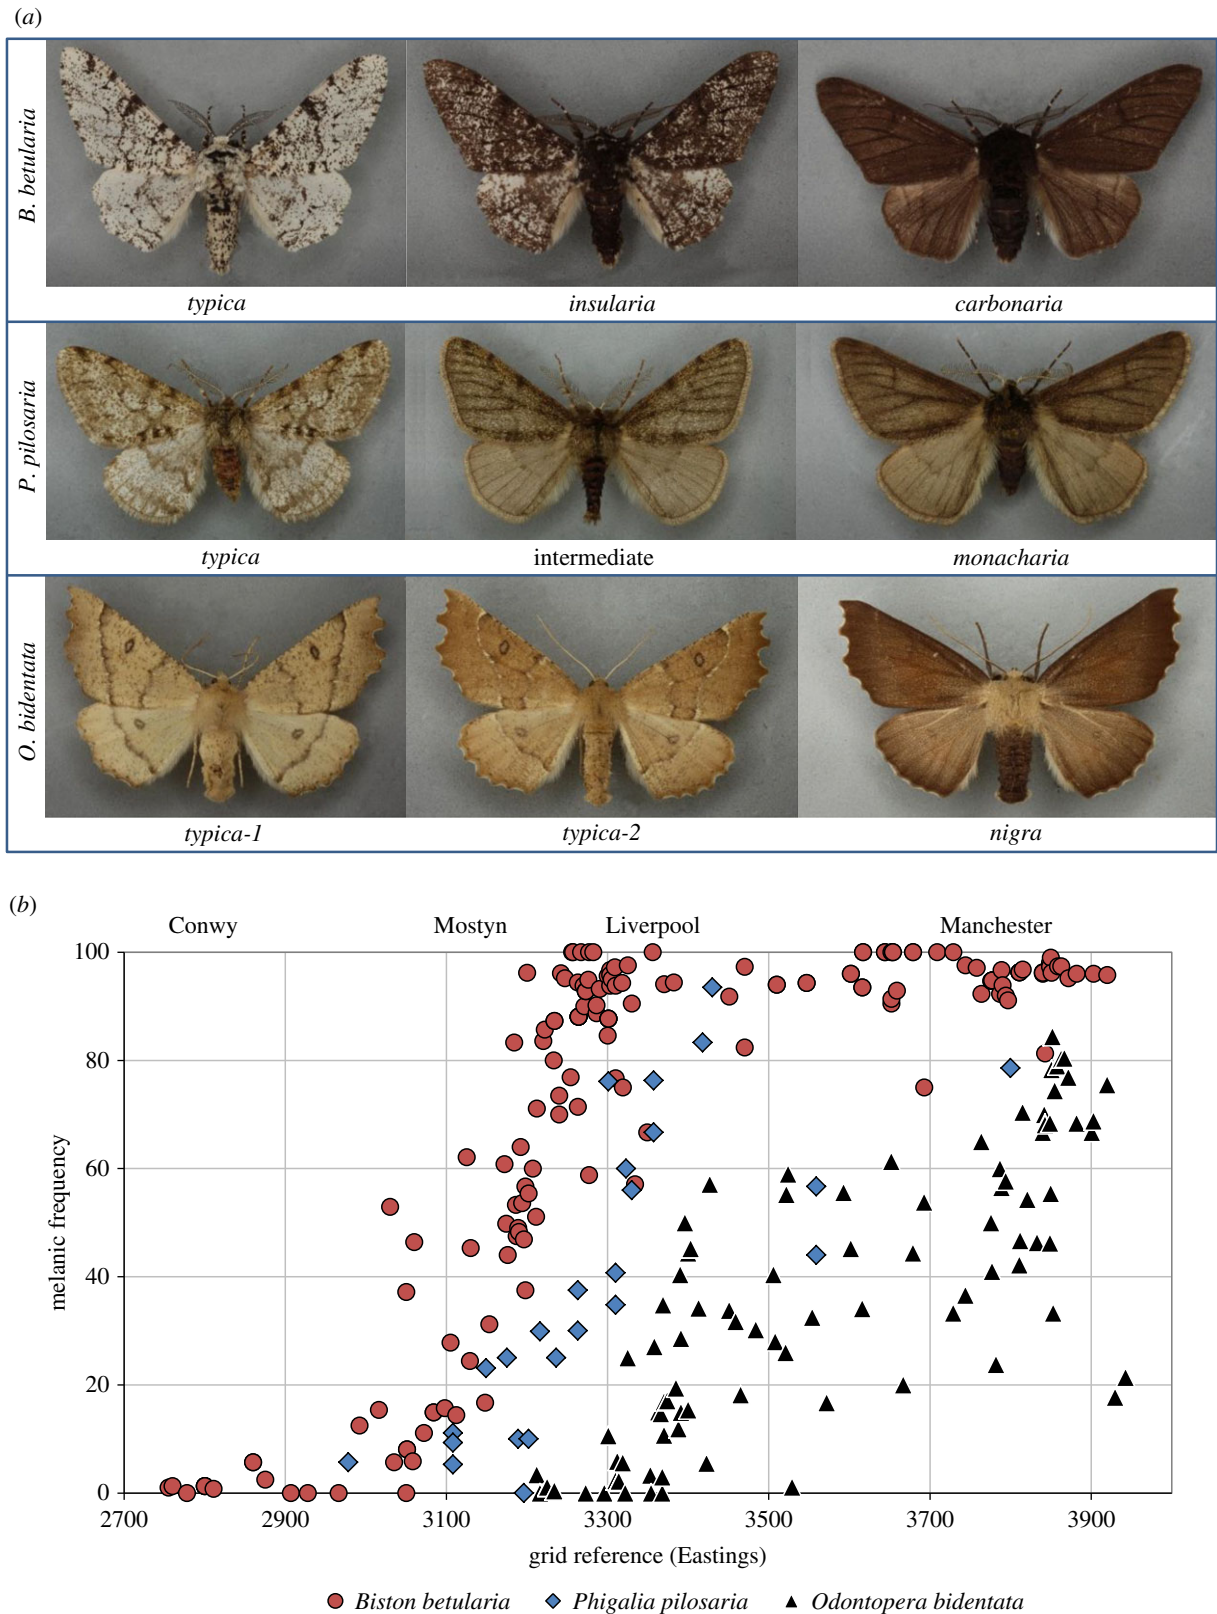 (a)
B. betularia
typica insularia carbonaria
P. pilosaria
typica intermediate monacharia
O. bidentata
typica-1 typica-2 nigra
(b)
Conwy Mostyn Liverpool Manchester
melanic frequency
100
80
60
40
20
0
2700 2900 3100 3300 3500 3700 3900
grid reference (Eastings)
Biston betularia Phigalia pilosaria Odontopera bidentata